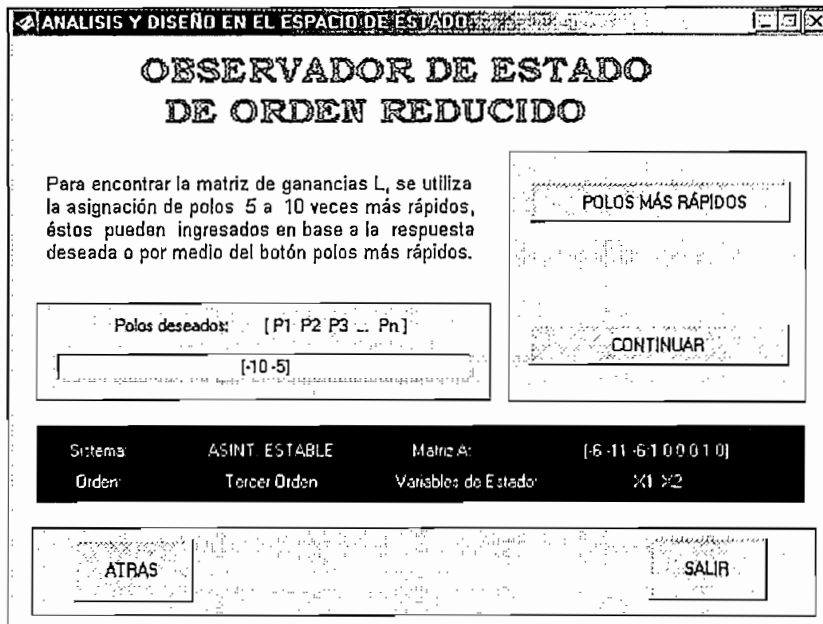 ANALISIS Y DISEÑO EN EL ESPACIO DE ESTADO
OBSERVADOR DE ESTADO
DE ORDEN REDUCIDO
Para encontrar la matriz de ganancias L, se utiliza
la asignación de polos 5 a 10 veces más rápidos,
éstos pueden ingresados en base a la respuesta
deseada o por medio del botón polos más rápidos.
POLOS MÁS RÁPIDOS
CONTINUAR
Polos deseados: [ P1 P2 P3 ... Pn ]
[-10 -5]
Sistema: ASINT. ESTABLE Matriz A: [-6 -11 -6;1 0 0;0 1 0]
Orden: Tercer Orden Variables de Estado: X1 X2
ATRAS
SALIR